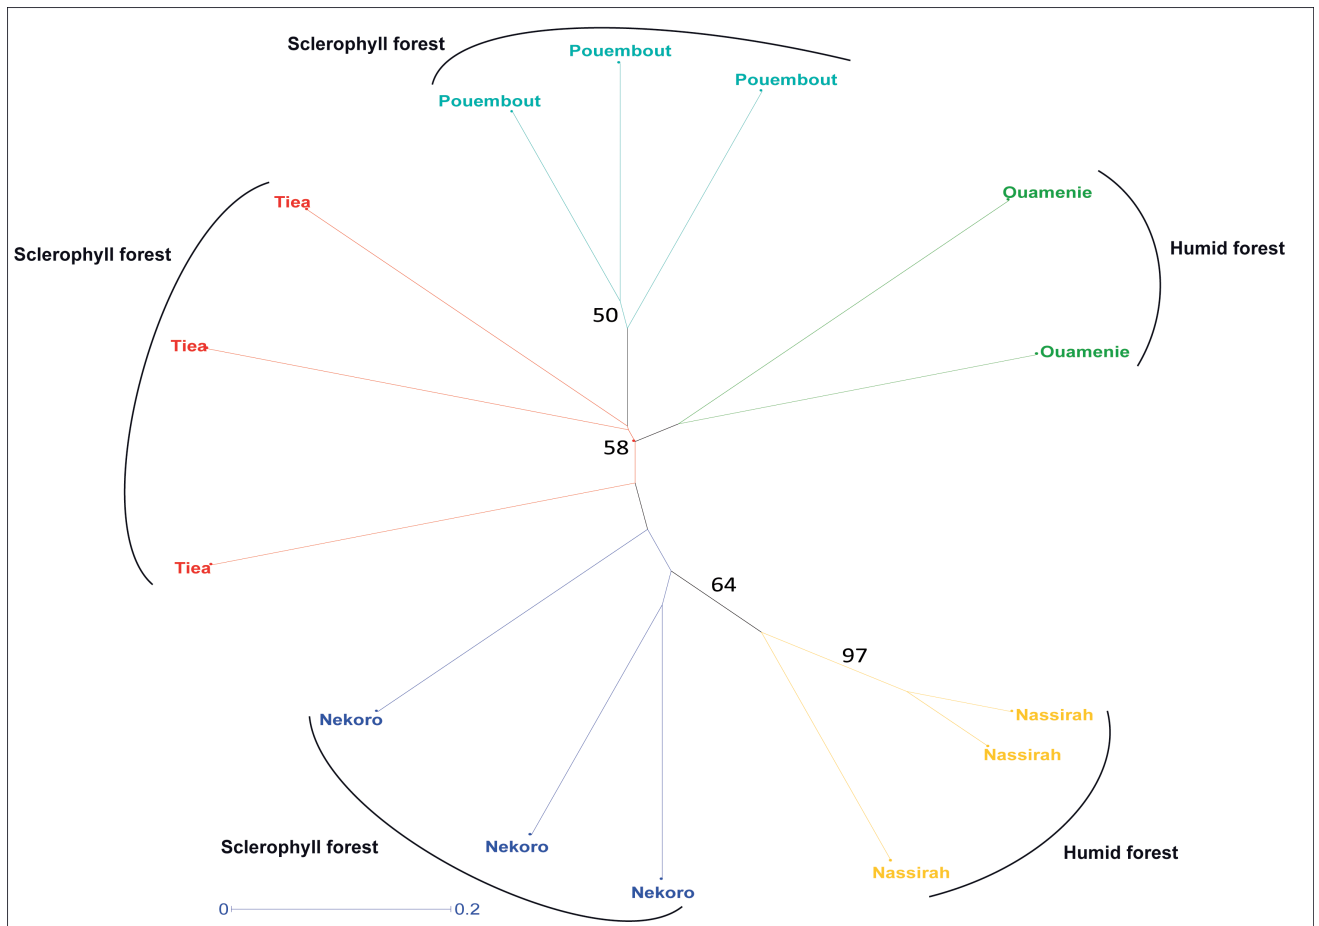 Sclerophyll forest
Pouembout
Pouembout
Pouembout
Tiea
Ouamenie
Sclerophyll forest
Humid forest
50
Tiea
Ouamenie
58
Tiea
64
97
Nekoro
Nassirah
Nassirah
Sclerophyll forest
Nekoro
Humid forest
Nassirah
Nekoro
0
0.2